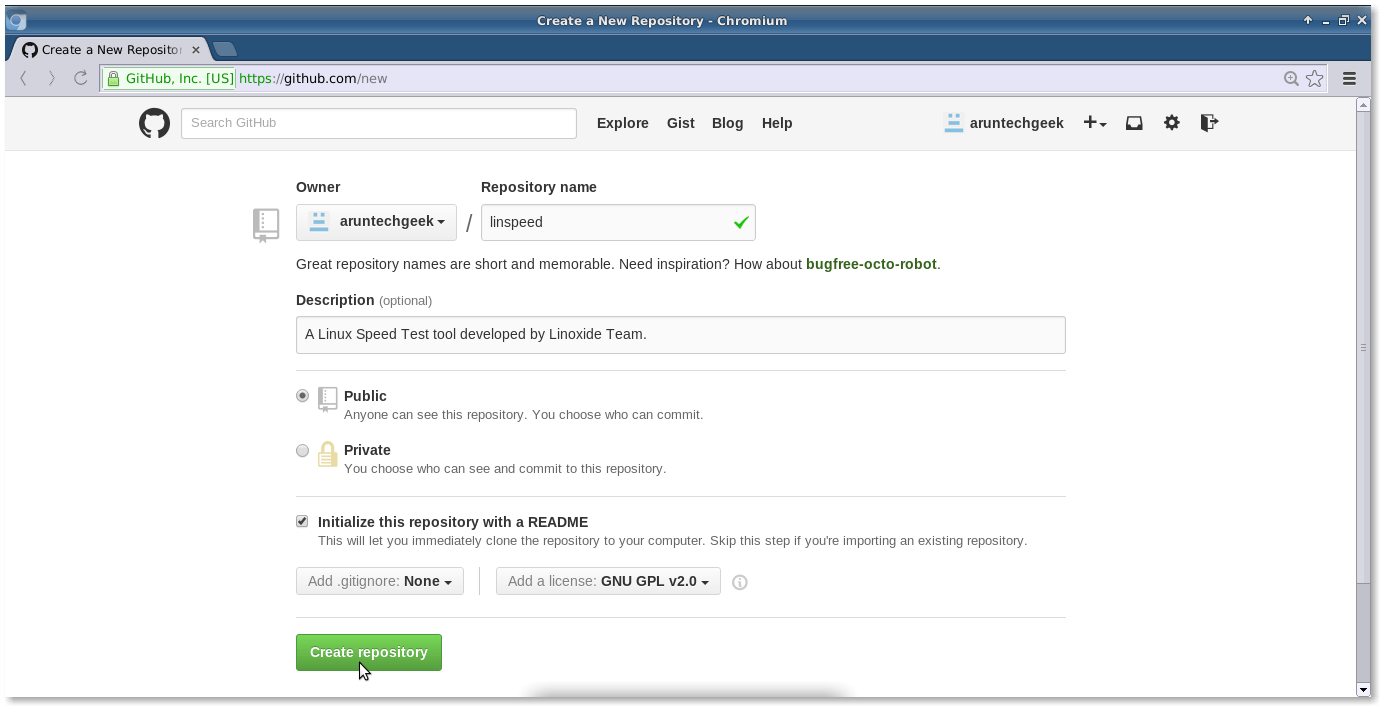 Create a New Repository - Chromium
Create a New Reposito
GitHub, Inc. [US] https://github.com/new
Search GitHub Explore Gist Blog Help aruntechgeek
Owner Repository name
aruntechgeek / linspeed
Great repository names are short and memorable. Need inspiration? How about bugfree-octo-robot.
Description (optional)
A Linux Speed Test tool developed by Linoxide Team.
Public
Anyone can see this repository. You choose who can commit.
Private
You choose who can see and commit to this repository.
Initialize this repository with a README
This will let you immediately clone the repository to your computer. Skip this step if you're importing an existing repository.
Add .gitignore: None Add a license: GNU GPL v2.0
Create repository